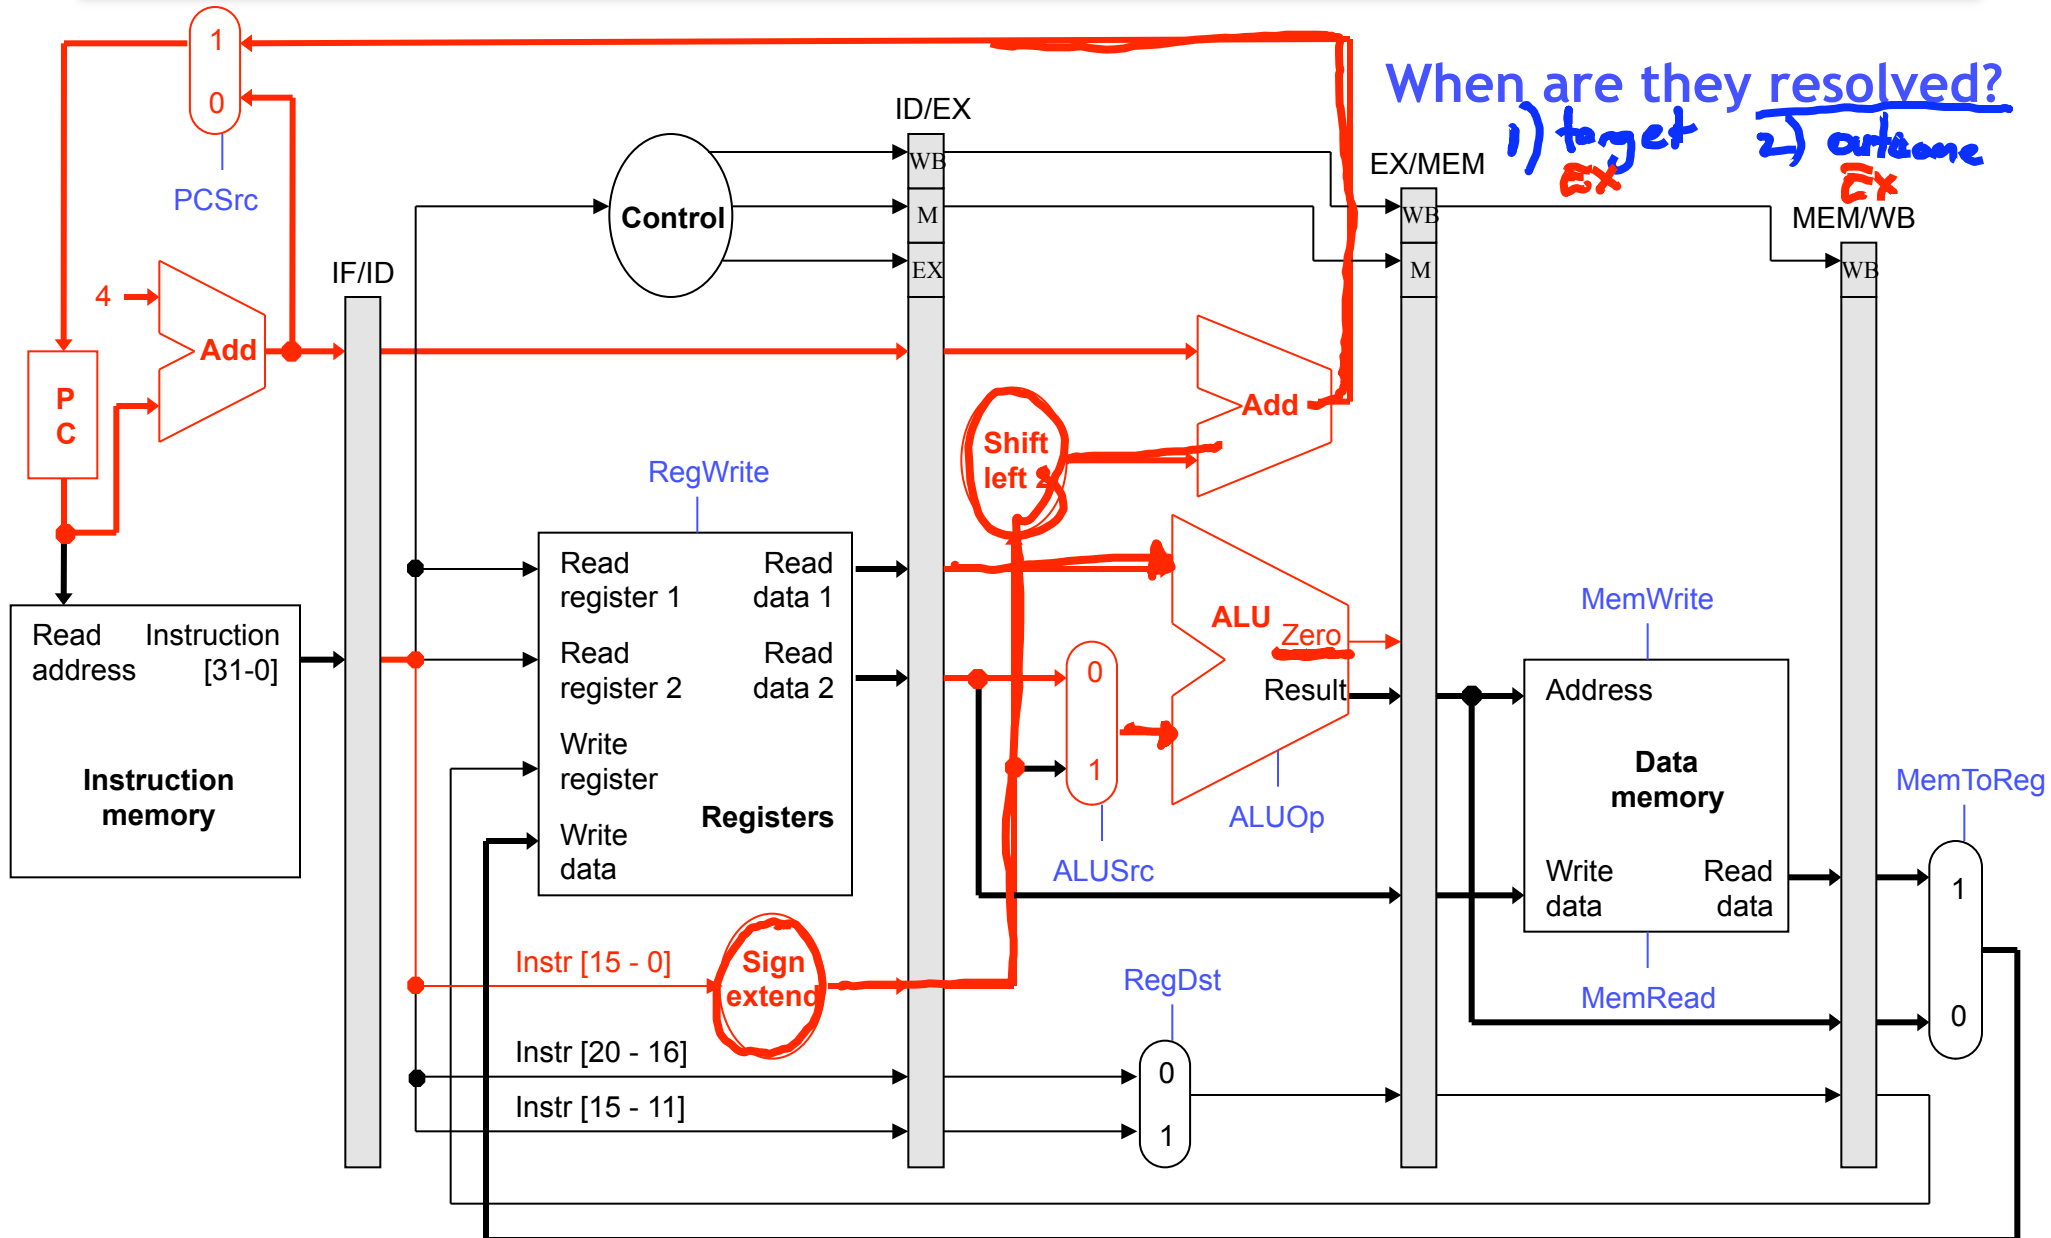 When are they resolved?
1) target 2) outcome
Ex Ex
1
0
PCSrc
ID/EX
EX/MEM
MEM/WB
IF/ID
Control
WB
M
EX
WB
M
WB
4
Add
P
C
Shift
left 2
Add
RegWrite
Read
address
Instruction
[31-0]
Instruction
memory
Read
register 1
Read
data 1
Read
register 2
Read
data 2
Write
register
Write
data
Registers
0
1
ALUSrc
ALU
Zero
Result
ALUOp
MemWrite
Address
Data
memory
Write
data
Read
data
MemRead
MemToReg
1
0
Instr [15 - 0]
Sign
extend
Instr [20 - 16]
Instr [15 - 11]
RegDst
0
1